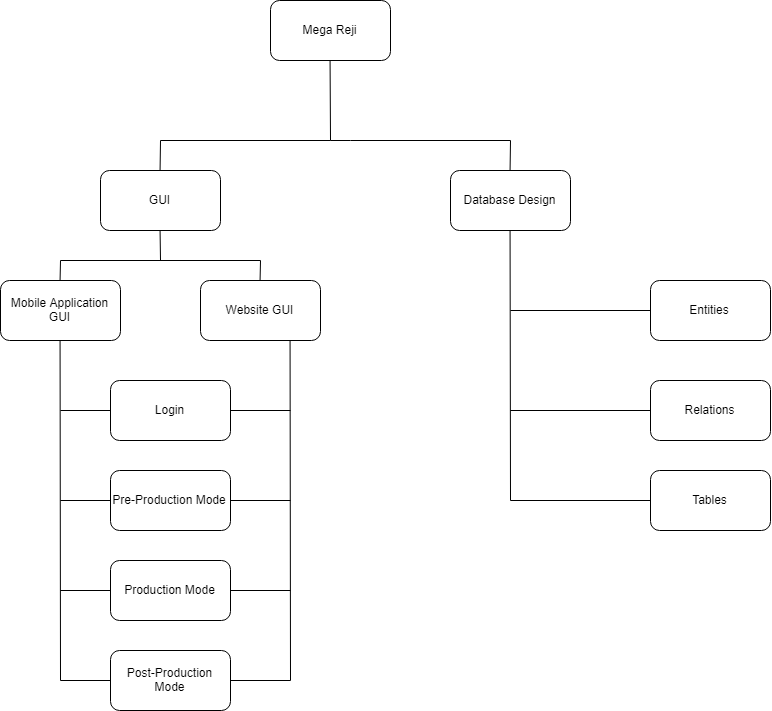 Mega Reji
GUI
Database Design
Mobile Application
GUI
Website GUI
Entities
Login
Relations
Pre-Production Mode
Tables
Production Mode
Post-Production
Mode